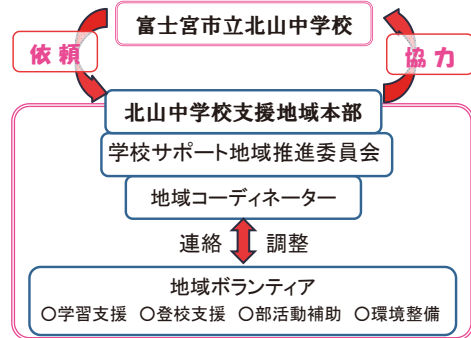 富士宮市立北山中学校
依頼
協力
北山中学校支援地域本部
学校サポート地域推進委員会
地域コーディネーター
連絡 調整
地域ボランティア
○学習支援 ○登校支援 ○部活動補助 ○環境整備